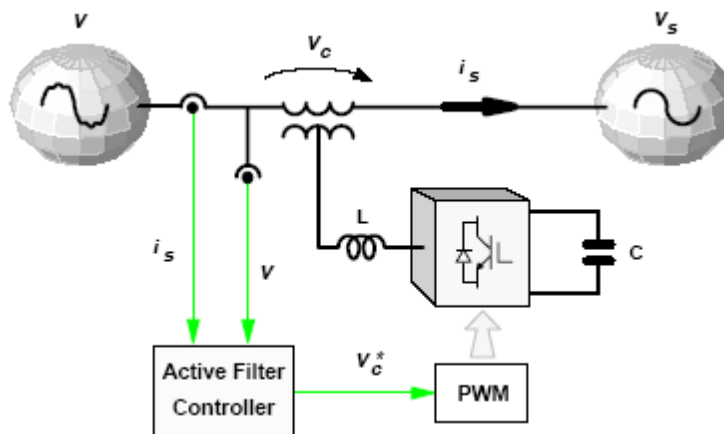 V
V_c
i_s
V_s
L
C
i_s
V
Active Filter
Controller
V_c^*
PWM